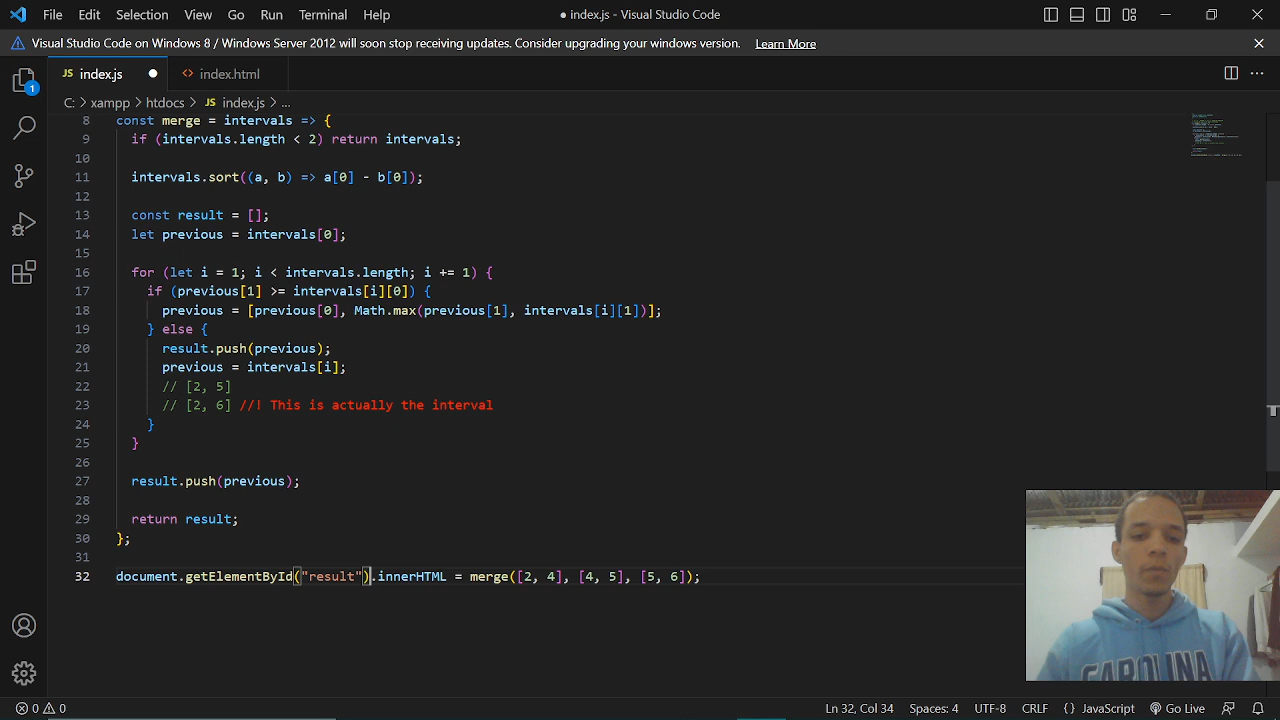 File Edit Selection View Go Run Terminal Help
● index.js - Visual Studio Code
Visual Studio Code on Windows 8 / Windows Server 2012 will soon stop receiving updates. Consider upgrading your windows version. Learn More
1
JS index.js
<> index.html
C: > xampp > htdocs > JS index.js > ...
8 const merge = intervals => {
9 if (intervals.length < 2) return intervals;
10
11 intervals.sort((a, b) => a[0] - b[0]);
12
13 const result = [];
14 let previous = intervals[0];
15
16 for (let i = 1; i < intervals.length; i += 1) {
17 if (previous[1] >= intervals[i][0]) {
18 previous = [previous[0], Math.max(previous[1], intervals[i][1])];
19 } else {
20 result.push(previous);
21 previous = intervals[i];
22 // [2, 5]
23 // [2, 6] //! This is actually the interval
24 }
25 }
26
27 result.push(previous);
28
29 return result;
30 };
31
32 document.getElementById("result").innerHTML = merge([2, 4], [4, 5], [5, 6]);
CAROLINA
0 0
Ln 32, Col 34 Spaces: 4 UTF-8 CRLF {} JavaScript Go Live